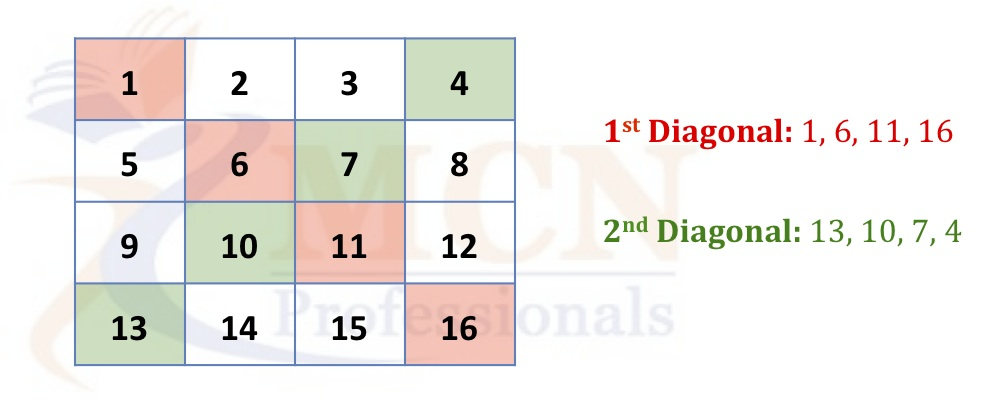 1 2 3 4
1st Diagonal: 1, 6, 11, 16
5 6 7 8
2nd Diagonal: 13, 10, 7, 4
9 10 11 12
13 14 15 16
MCN
Professionals